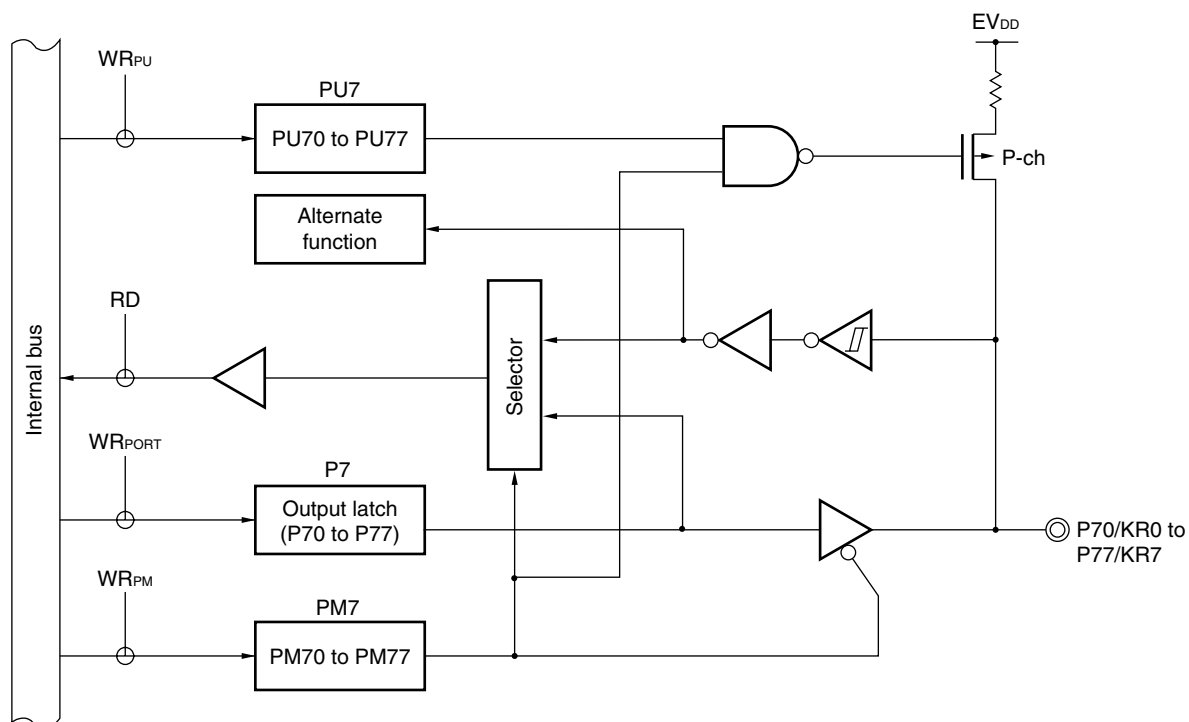 EVDD
WRPU
PU7
PU70 to PU77
P-ch
Alternate
function
RD
Internal bus
Selector
WRPORT
P7
Output latch
(P70 to P77)
P70/KR0 to
P77/KR7
WRPM
PM7
PM70 to PM77